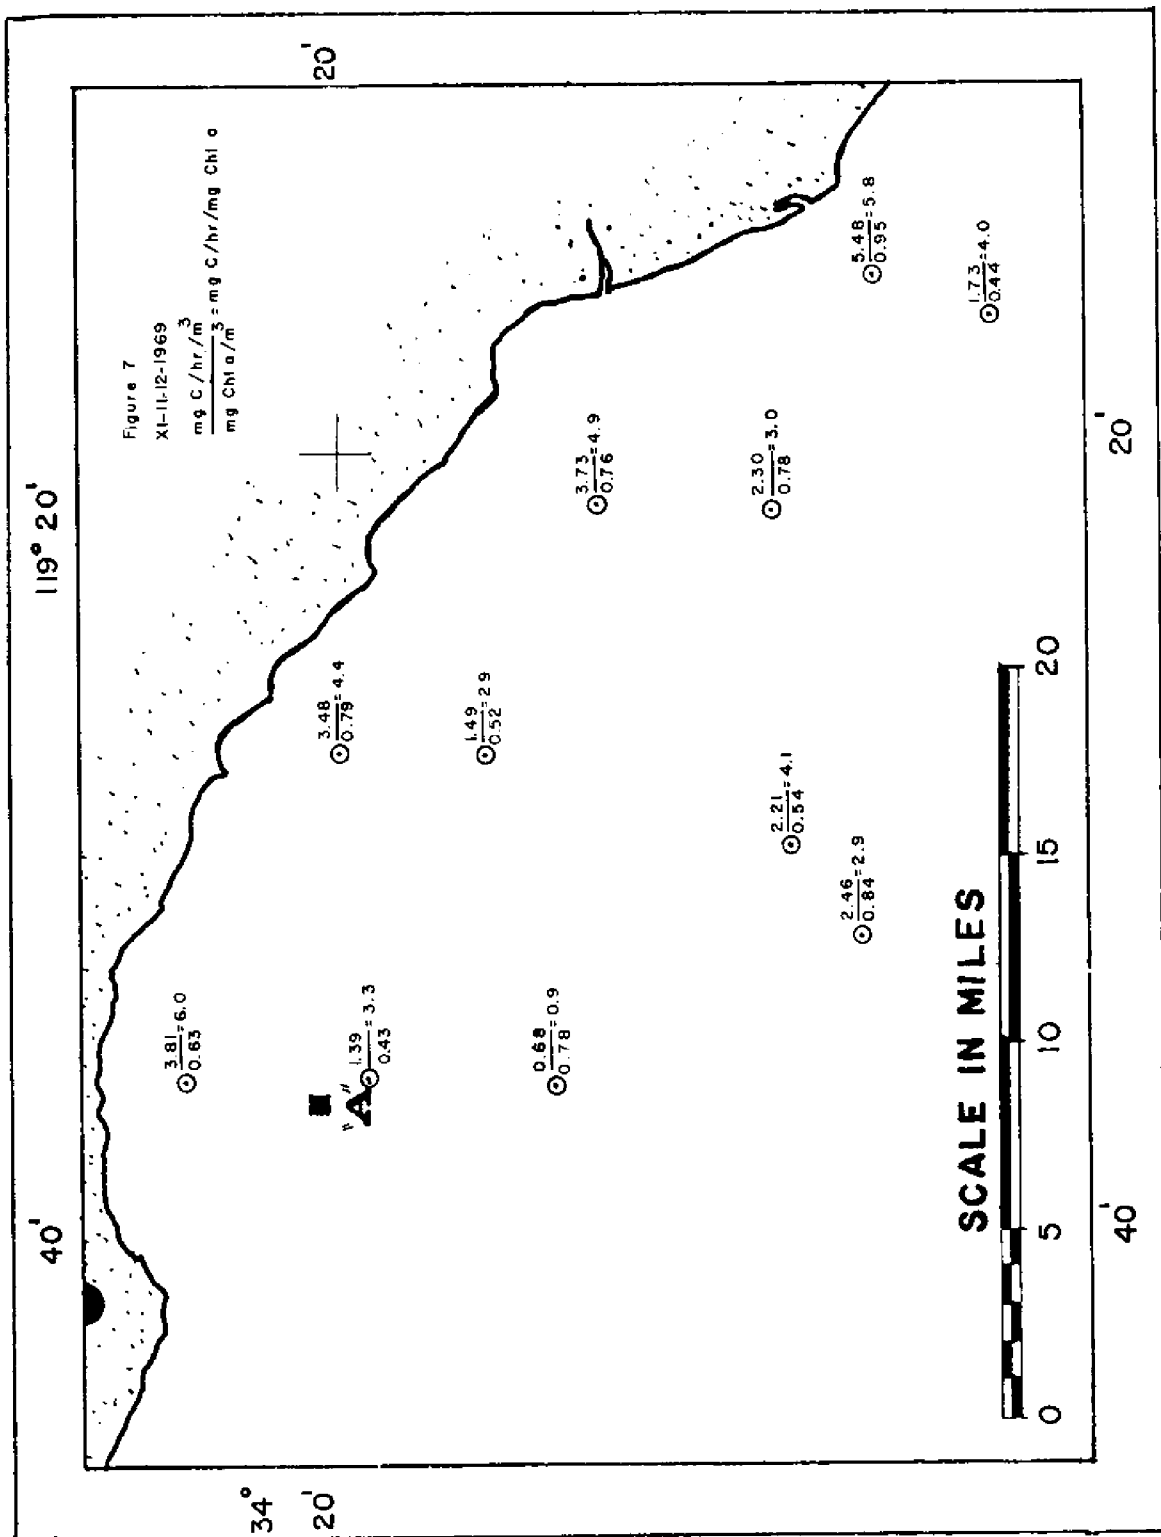 Figure 7
XI-11-12-1969
mg C/hr/m³
mg Chl a/m³ = mg C/hr/mg Chl a
119° 20'
40'
34°
20'
20'
3.81
0.63 = 6.0
1.39
0.43 = 3.3
"A"
0.68
0.78 = 0.9
3.48
0.79 = 4.4
1.49
0.52 = 2.9
2.21
0.54 = 4.1
2.46
0.84 = 2.9
3.73
0.76 = 4.9
2.30
0.78 = 3.0
5.48
0.95 = 5.8
1.73
0.44 = 4.0
SCALE IN MILES
0 5 10 15 20
40'
20'